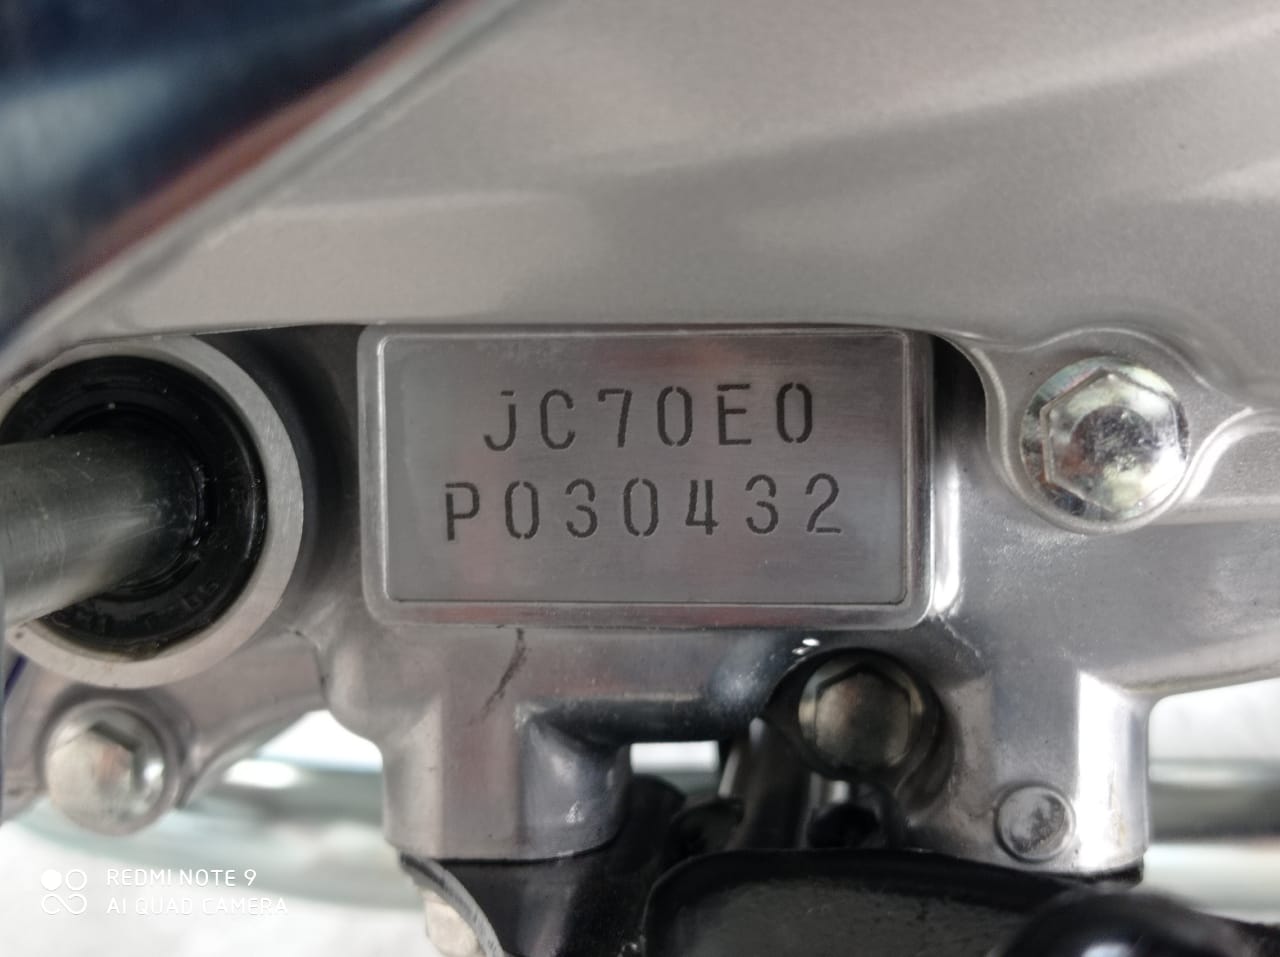 JC70E0
P030432
REDMI NOTE 9
AI QUAD CAMERA